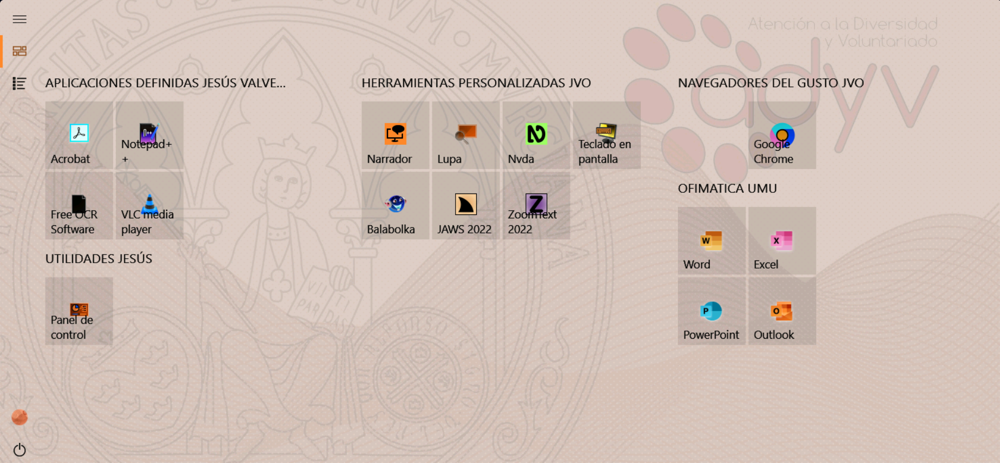 Atención a la Diversidad
y Voluntariado
adyv
APLICACIONES DEFINIDAS JESÚS VALVE...
Acrobat
Notepad+
+
Free OCR
Software
VLC media
player
UTILIDADES JESÚS
Panel de
control
HERRAMIENTAS PERSONALIZADAS JVO
Narrador
Lupa
Nvda
Teclado en
pantalla
Balabolka
JAWS 2022
ZoomText
2022
NAVEGADORES DEL GUSTO JVO
Google
Chrome
OFIMATICA UMU
W
Word
X
Excel
P
PowerPoint
O
Outlook